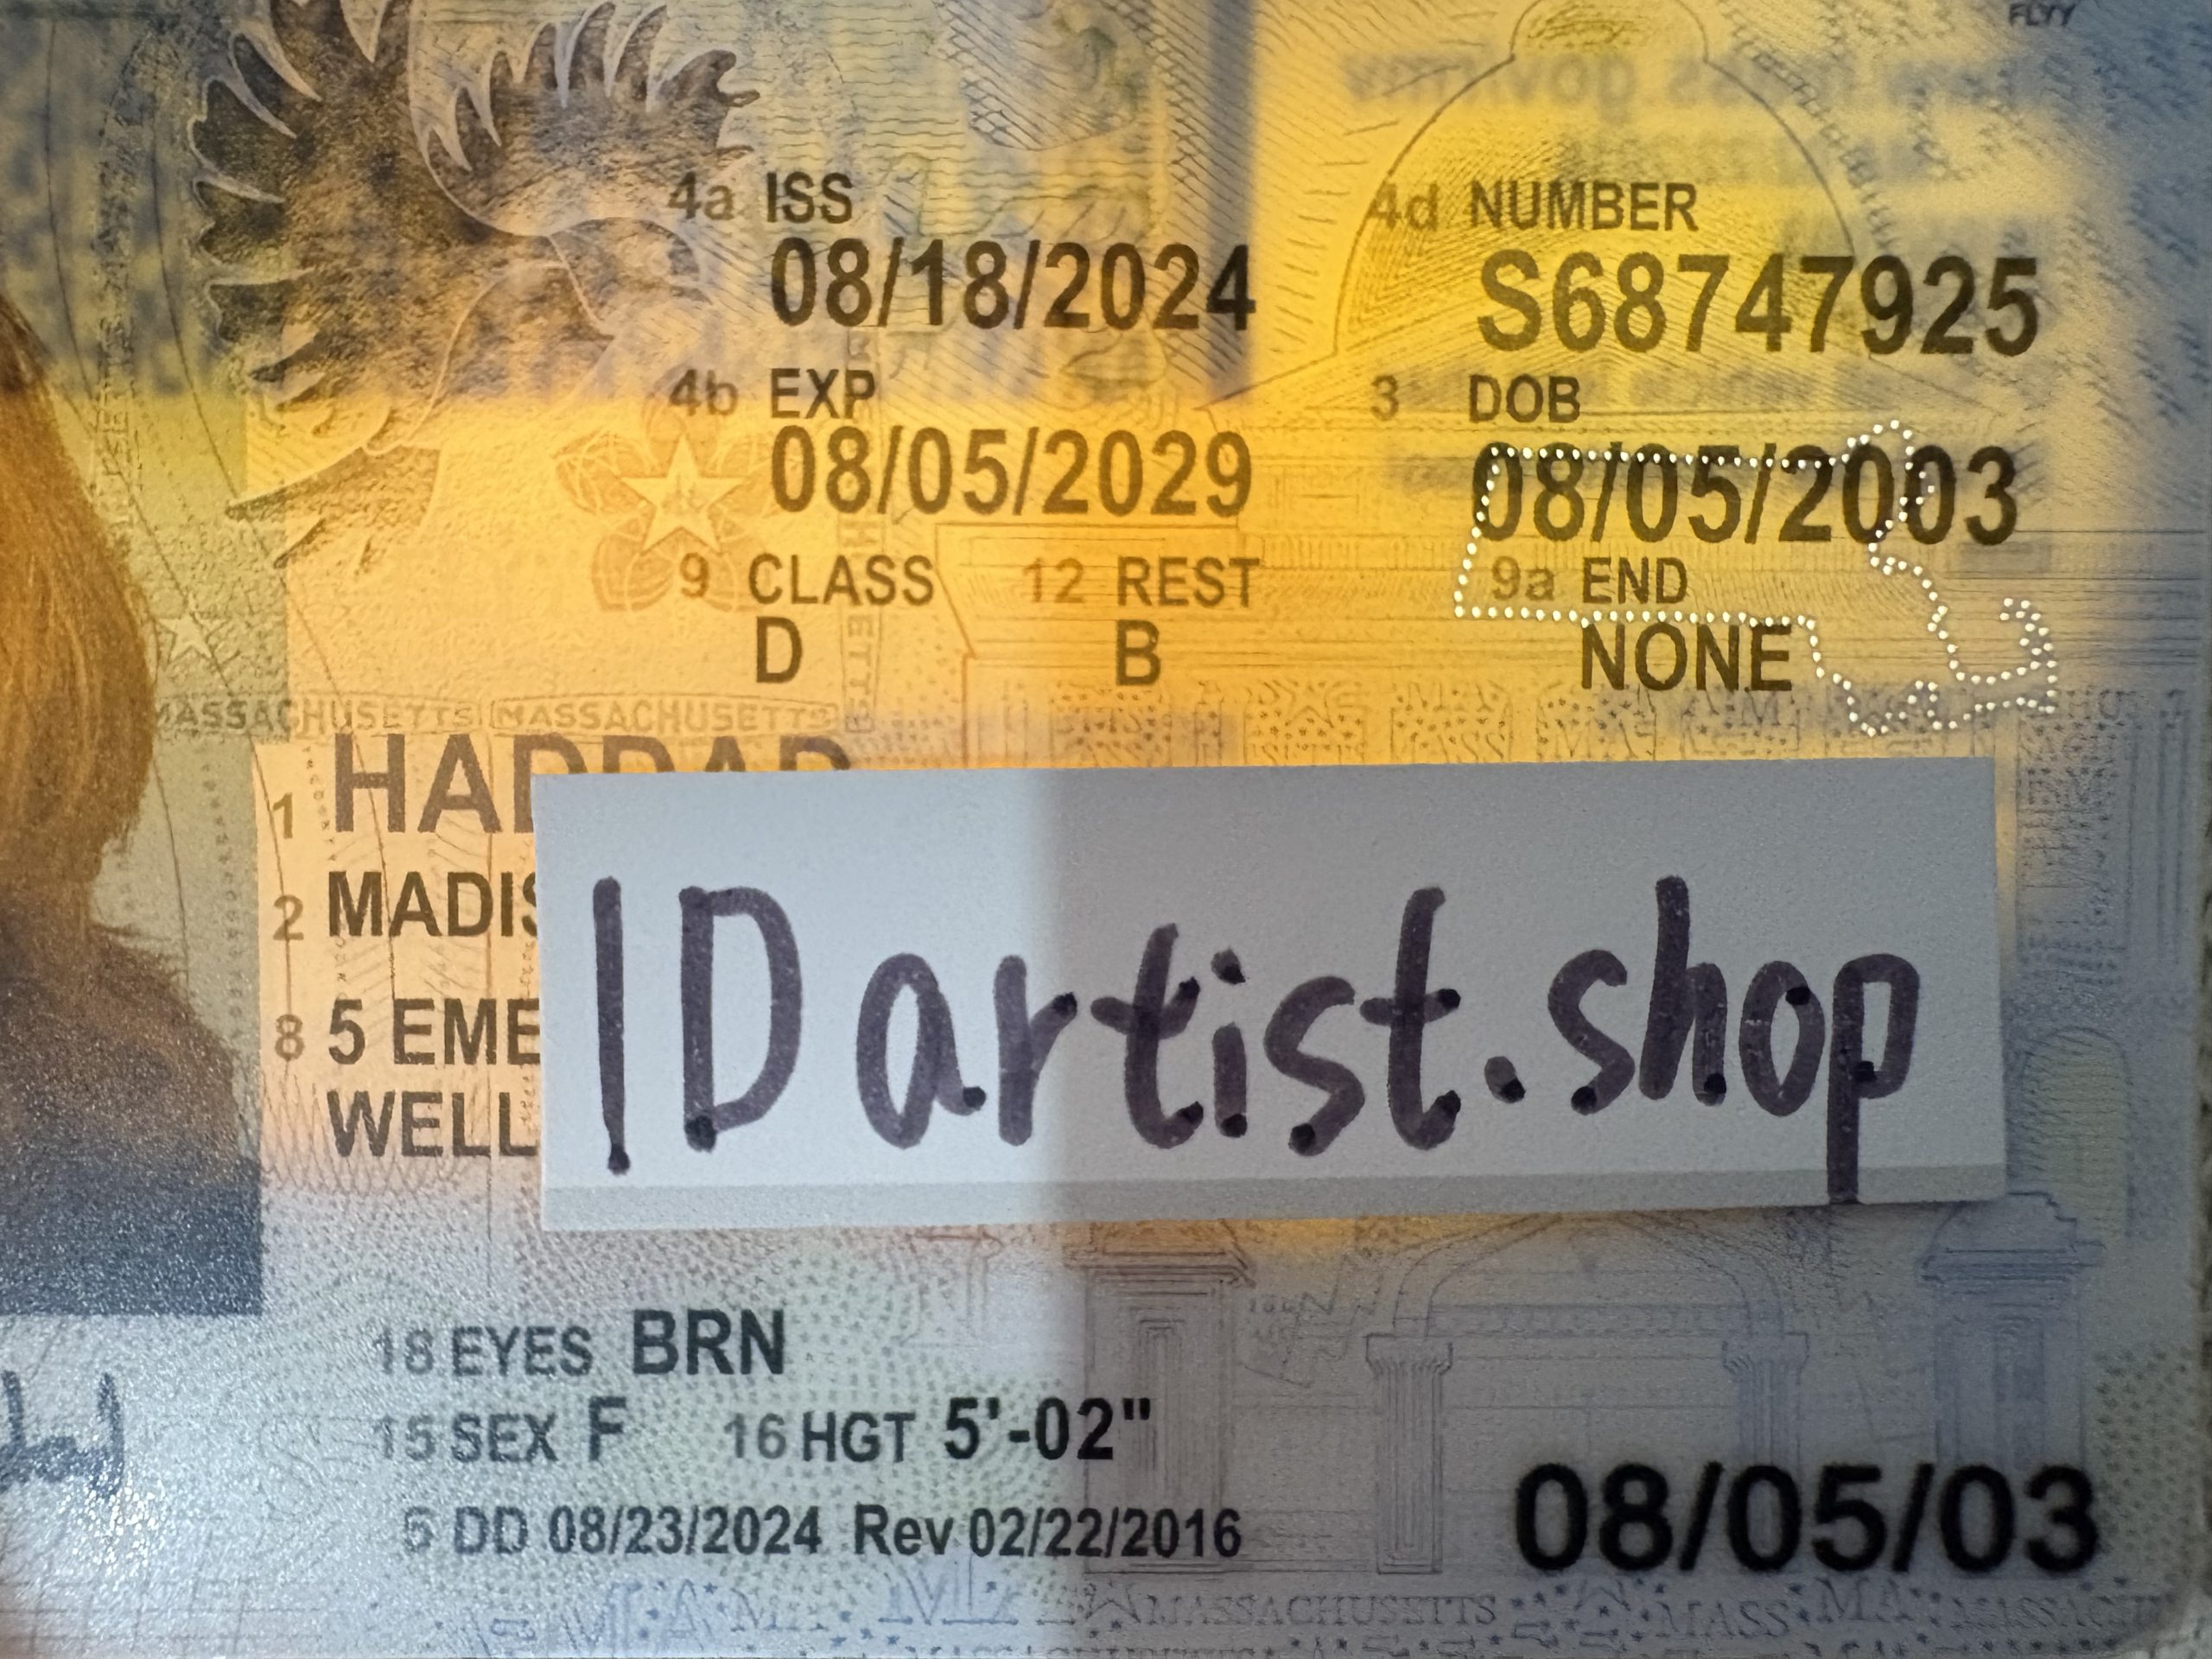 4a ISS
08/18/2024
4d NUMBER
S68747925
4b EXP
08/05/2029
3 DOB
08/05/2003
9 CLASS
D
12 REST
B
9a END
NONE
MASSACHUSETTS MASSACHUSETTS
1 HADDAD
2 MADIS
8 5 EME
WELL
IDartist.shop
18 EYES BRN
15 SEX F 16 HGT 5'-02"
5 DD 08/23/2024 Rev 02/22/2016
08/05/03
MASSACHUSETTS